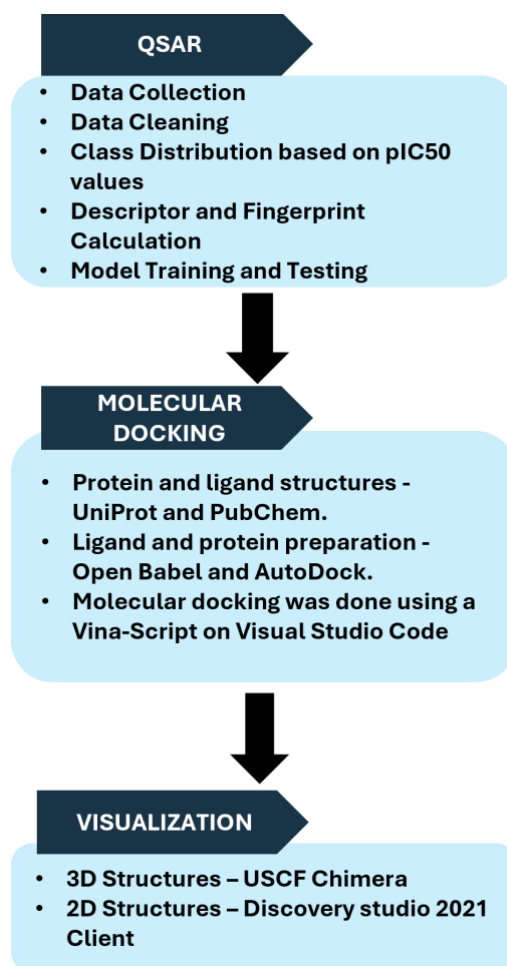 QSAR
• Data Collection
• Data Cleaning
• Class Distribution based on pIC50
values
• Descriptor and Fingerprint
Calculation
• Model Training and Testing
MOLECULAR
DOCKING
• Protein and ligand structures -
UniProt and PubChem.
• Ligand and protein preparation -
Open Babel and AutoDock.
• Molecular docking was done using a
Vina-Script on Visual Studio Code
VISUALIZATION
• 3D Structures – USCF Chimera
• 2D Structures – Discovery studio 2021
Client